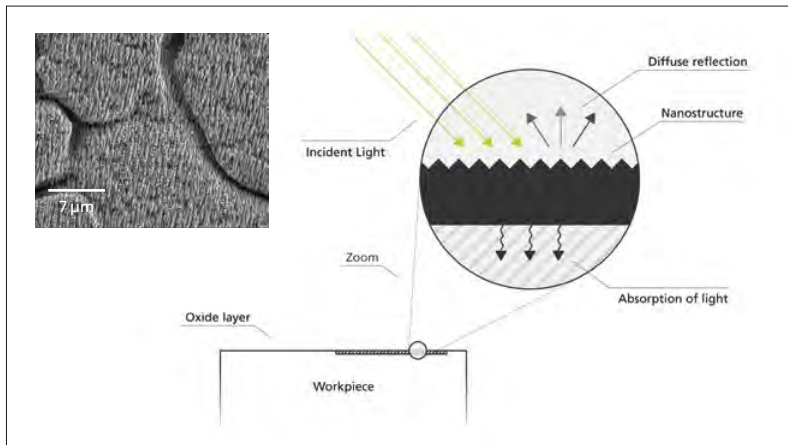 Diffuse reflection
Nanostructure
Incident Light
7 µm
Zoom
Absorption of light
Oxide layer
Workpiece